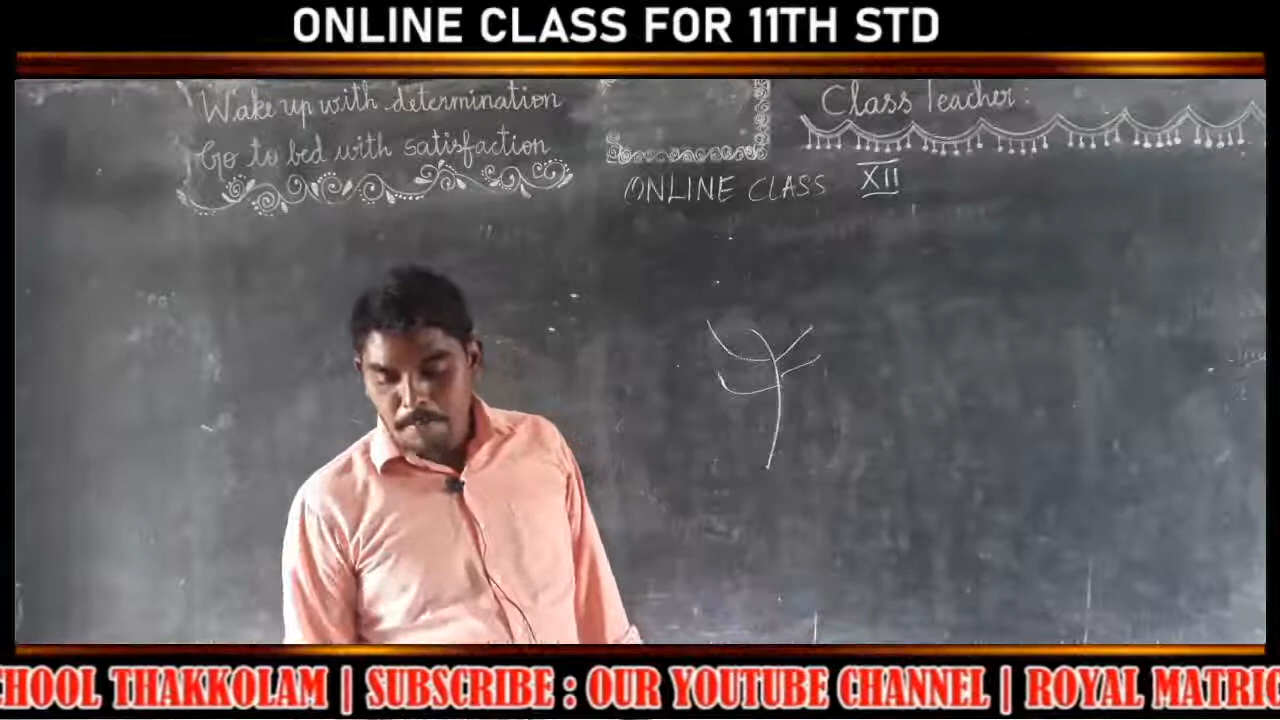 ONLINE CLASS FOR 11TH STD
Wake up with determination
Go to bed with satisfaction
Class Teacher:
ONLINE CLASS XII
CHOOL THAKKOLAM | SUBSCRIBE : OUR YOUTUBE CHANNEL | ROYAL MATRIC